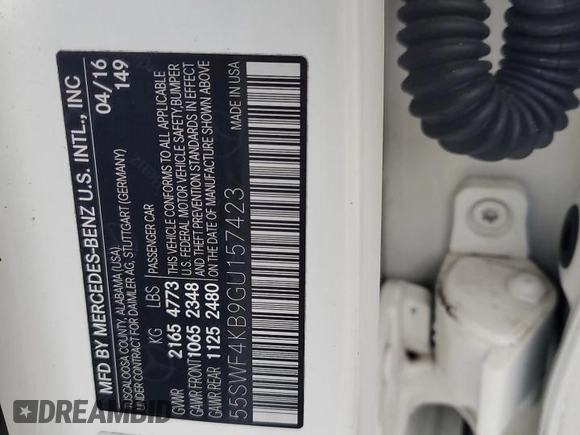 MFD BY MERCEDES-BENZ U.S. INTL., INC
TUSCALOOSA COUNTY, ALABAMA (USA)
UNDER CONTRACT FOR DAIMLER AG, STUTTGART (GERMANY)
04/16
149
KG LBS PASSENGER CAR
GVWR 2165 4773
GAWR FRONT 1065 2348
GAWR REAR 1125 2480
THIS VEHICLE CONFORMS TO ALL APPLICABLE
U.S. FEDERAL MOTOR VEHICLE SAFETY,BUMPER
AND THEFT PREVENTION STANDARDS IN EFFECT
ON THE DATE OF MANUFACTURE SHOWN ABOVE
55SWF4KB9GU157423
MADE IN USA
DREAMBID